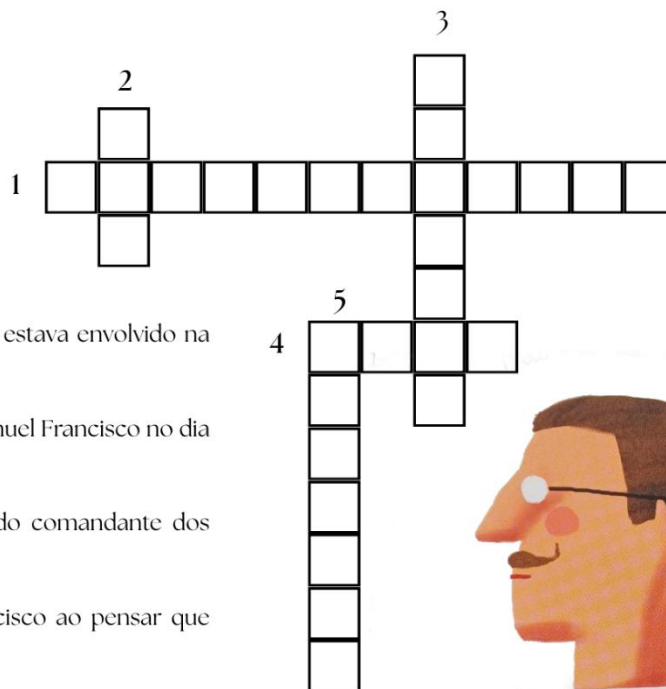 3
2
1
5
4
estava envolvido na
nuel Francisco no dia
do comandante dos
cisco ao pensar que